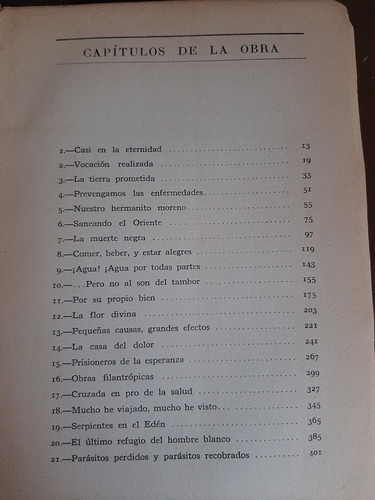 CAPÍTULOS DE LA OBRA
1.—Casi en la eternidad .......................... 13
2.—Vocación realizada ............................ 19
3.—La tierra prometida ........................... 33
4.—Prevengamos las enfermedades.................. 51
5.—Nuestro hermanito moreno...................... 55
6.—Saneando el Oriente .......................... 75
7.—La muerte negra .............................. 97
8.—Comer, beber, y estar alegres ................ 119
9.—¡Agua! ¡Agua por todas partes ................ 143
10.—... Pero no al son del tambor ............... 155
11.—Por su propio bien .......................... 175
12.—La flor divina .............................. 203
13.—Pequeñas causas, grandes efectos ............ 221
14.—La casa del dolor ........................... 241
15.—Prisioneros de la esperanza ................. 267
16.—Obras filantrópicas ......................... 299
17.—Cruzada en pro de la salud .................. 327
18.—Mucho he viajado, mucho he visto... ......... 345
19.—Serpientes en el Edén ....................... 365
20.—El último refugio del hombre blanco ......... 385
21.—Parásitos perdidos y parásitos recobrados ... 401